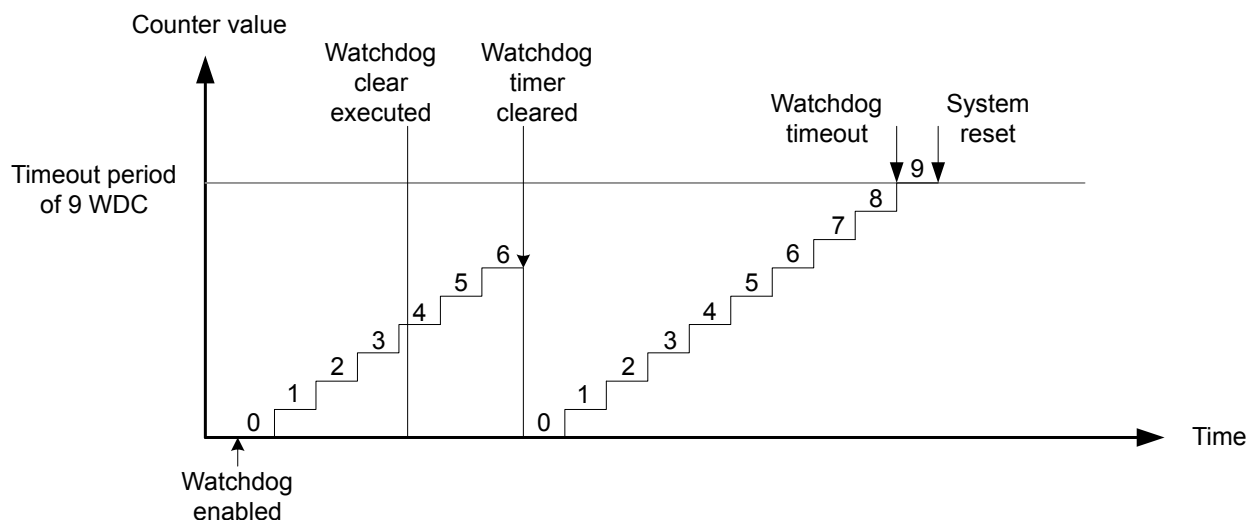 Counter value
Watchdog
clear
executed
Watchdog
timer
cleared
Watchdog
timeout
System
reset
Timeout period
of 9 WDC
0
1
2
3
4
5
6
0
1
2
3
4
5
6
7
8
9
Time
Watchdog
enabled